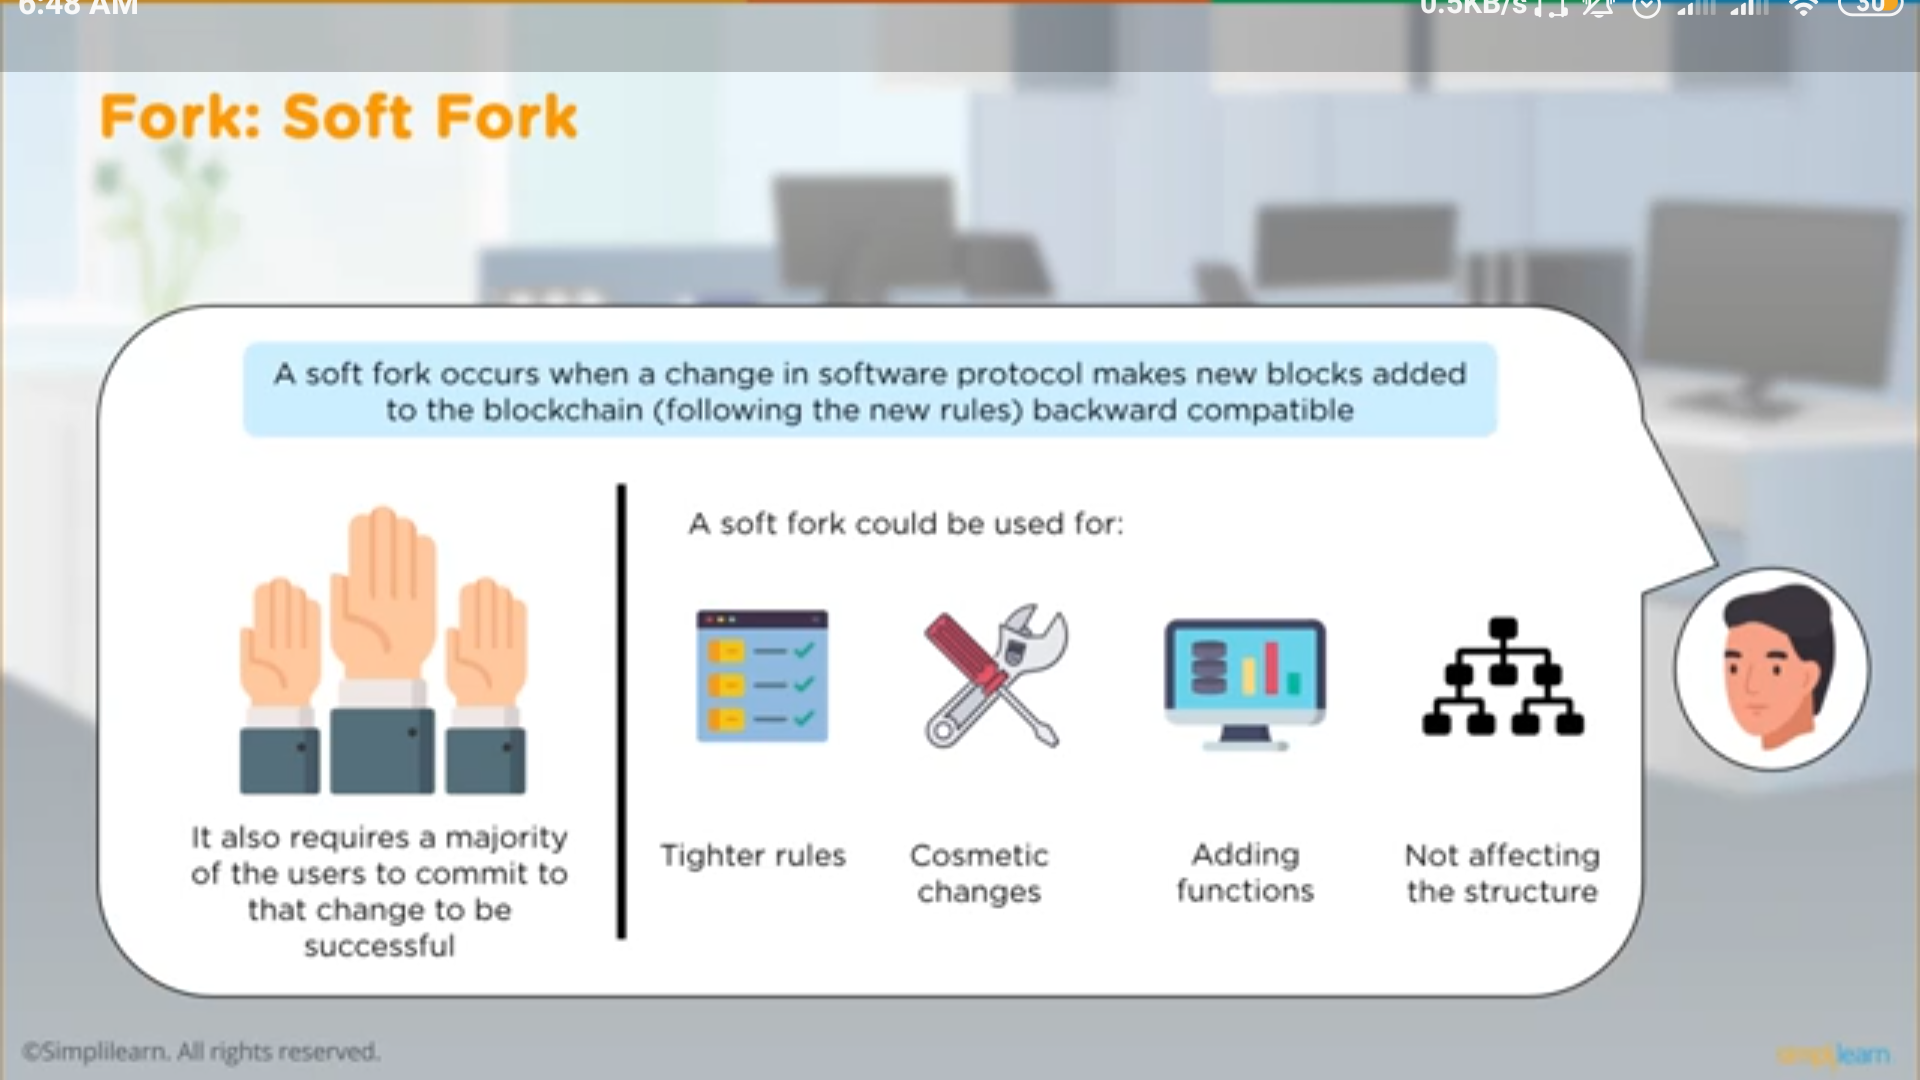 6:48 AM
0.5KB/s
30
Fork: Soft Fork
A soft fork occurs when a change in software protocol makes new blocks added
to the blockchain (following the new rules) backward compatible
A soft fork could be used for:
It also requires a majority
of the users to commit to
that change to be
successful
Tighter rules
Cosmetic
changes
Adding
functions
Not affecting
the structure
©Simplilearn. All rights reserved.
simplilearn